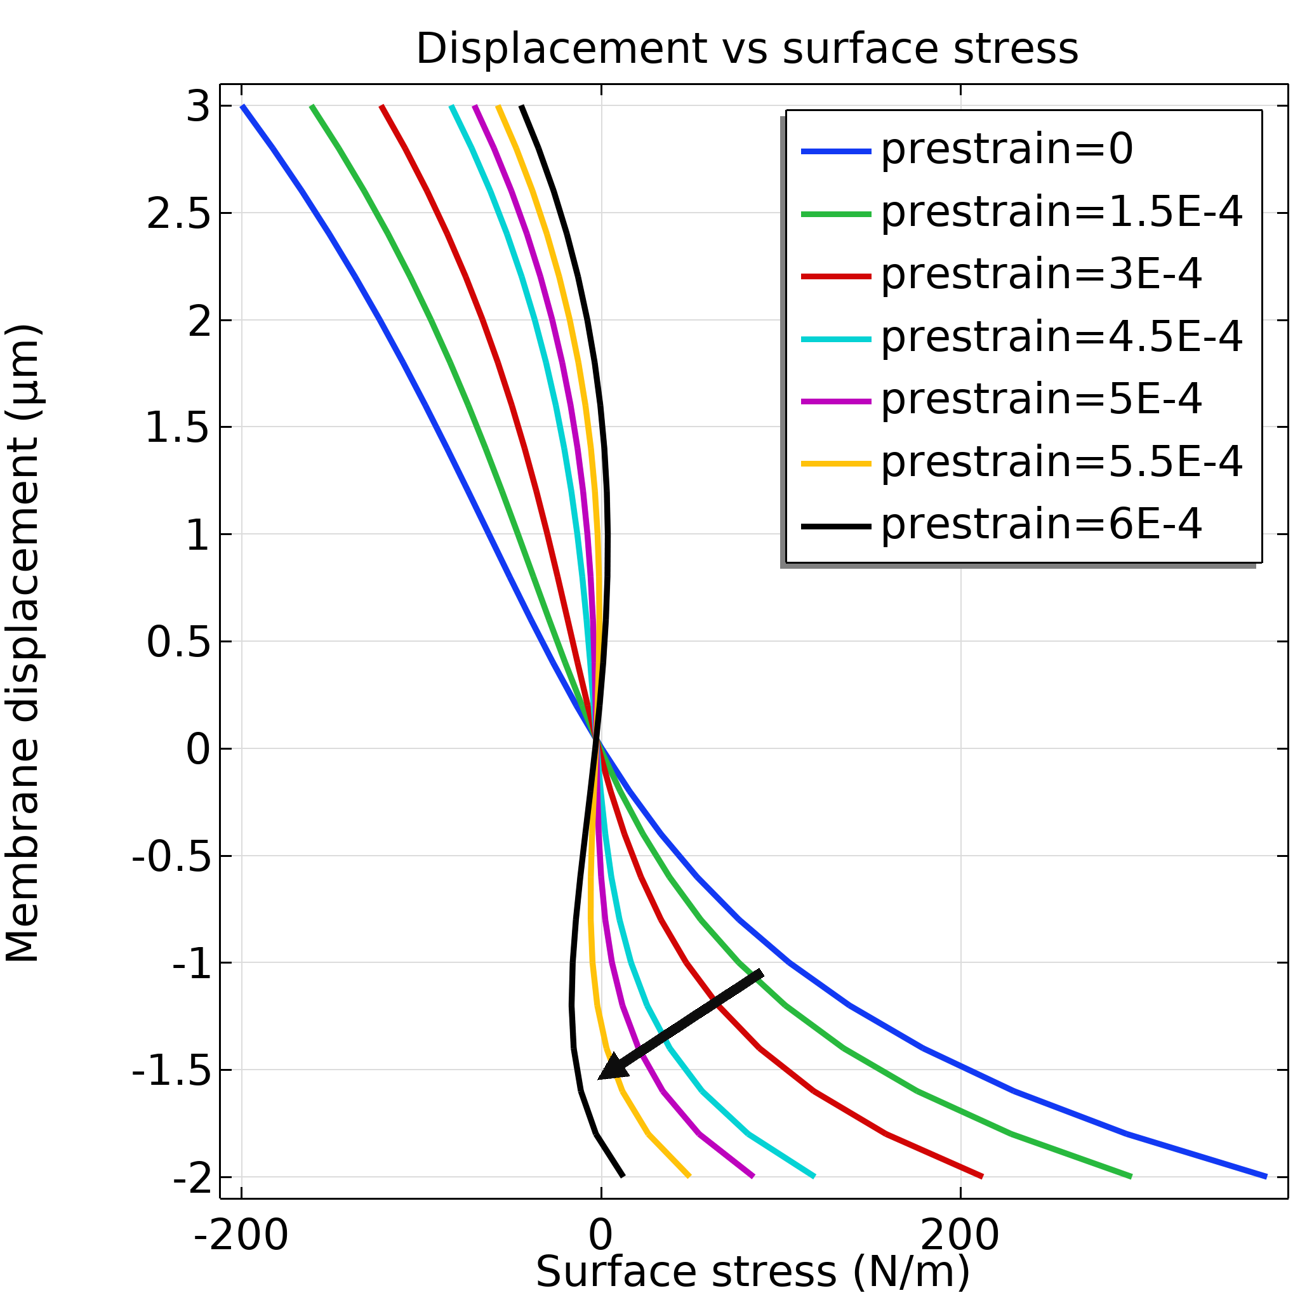 Displacement vs surface stress
Membrane displacement (µm)
3
2.5
2
1.5
1
0.5
0
-0.5
-1
-1.5
-2
prestrain=0
prestrain=1.5E-4
prestrain=3E-4
prestrain=4.5E-4
prestrain=5E-4
prestrain=5.5E-4
prestrain=6E-4
-200 0 200
Surface stress (N/m)